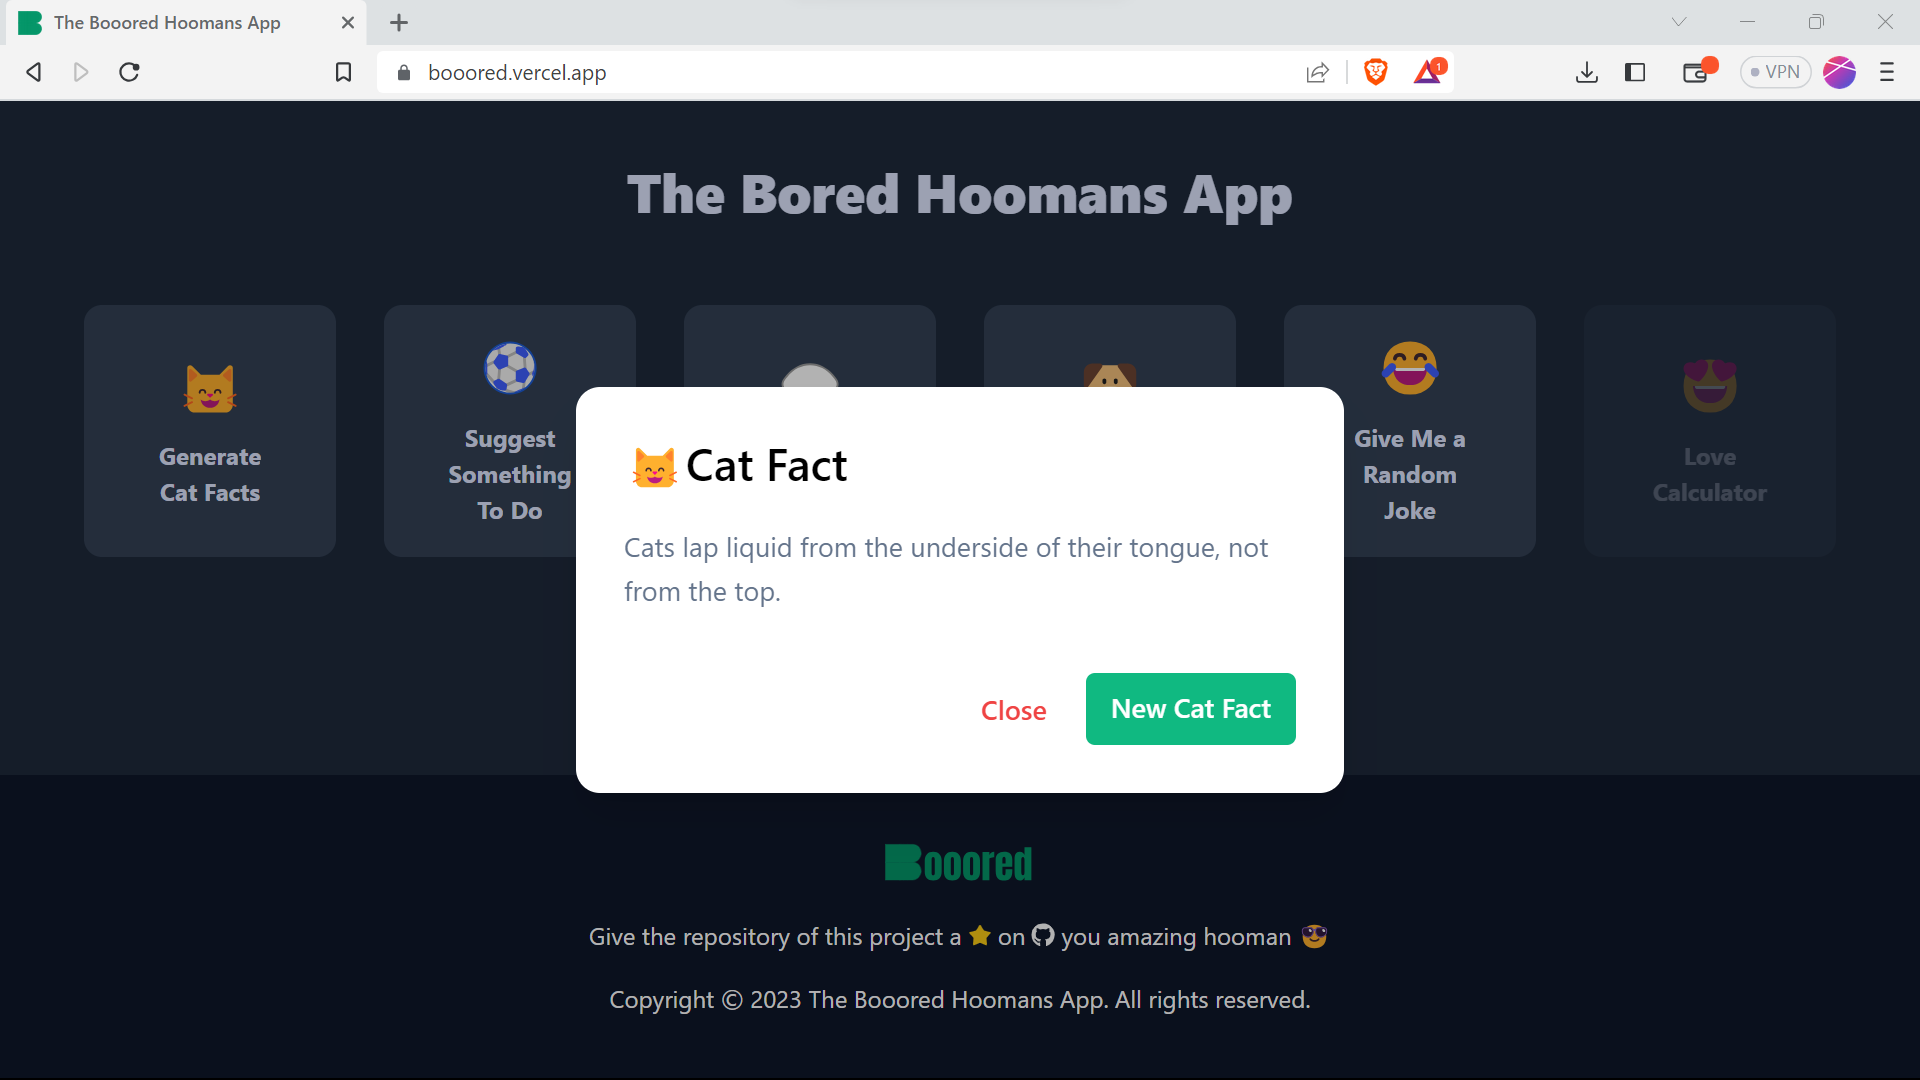 The Booored Hoomans App
booored.vercel.app
1
VPN
The Bored Hoomans App
Generate
Cat Facts
Suggest
Something
To Do
Give Me a
Random
Joke
Love
Calculator
Cat Fact
Cats lap liquid from the underside of their tongue, not
from the top.
Close
New Cat Fact
Booored
Give the repository of this project a ⭐ on you amazing hooman 😎
Copyright © 2023 The Booored Hoomans App. All rights reserved.